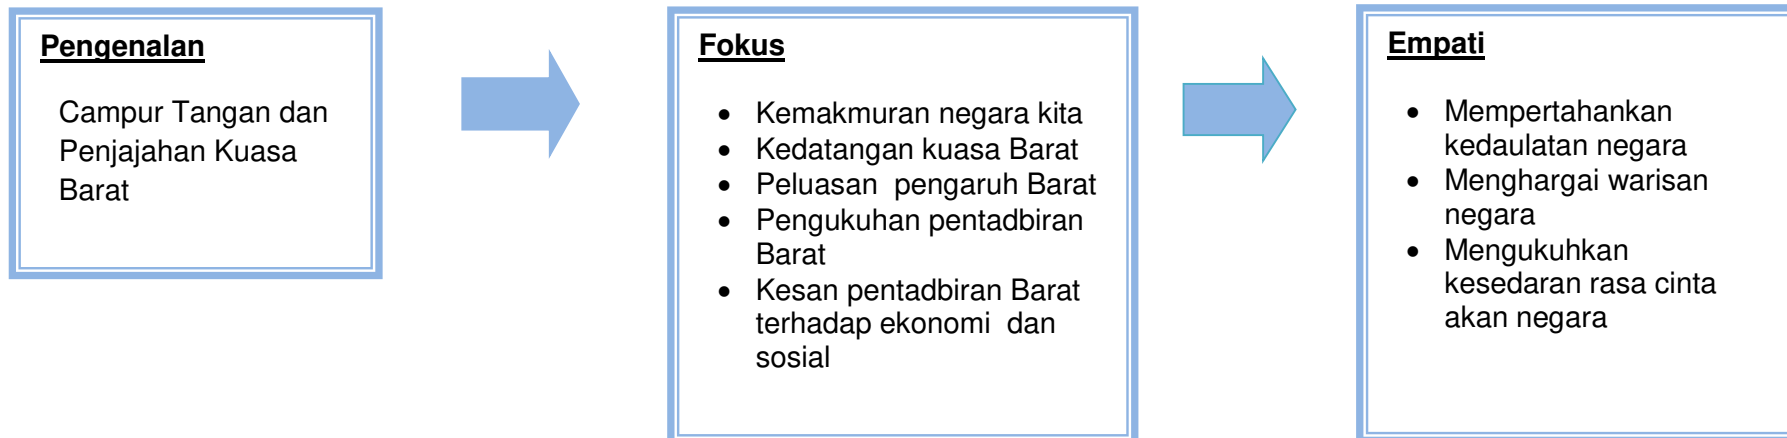 Pengenalan
Campur Tangan dan
Penjajahan Kuasa
Barat
Fokus
• Kemakmuran negara kita
• Kedatangan kuasa Barat
• Peluasan pengaruh Barat
• Pengukuhan pentadbiran
Barat
• Kesan pentadbiran Barat
terhadap ekonomi dan
sosial
Empati
• Mempertahankan
kedaulatan negara
• Menghargai warisan
negara
• Mengukuhkan
kesedaran rasa cinta
akan negara